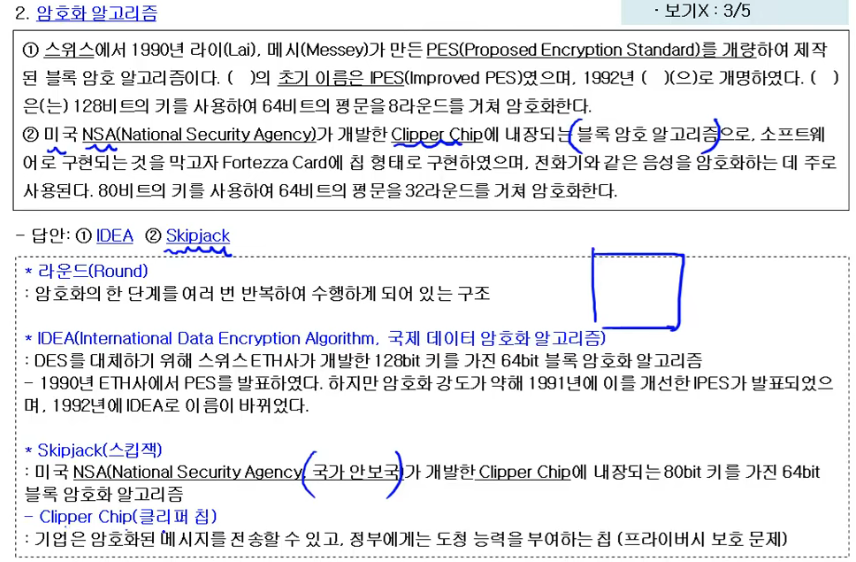 2. 암호화 알고리즘
· 보기X : 3/5
① 스위스에서 1990년 라이(Lai), 메시(Messey)가 만든 PES(Proposed Encryption Standard)를 개량하여 제작
된 블록 암호 알고리즘이다. (  )의 초기 이름은 IPES(Improved PES)였으며, 1992년 (  )(으)로 개명하였다. (  )
은(는) 128비트의 키를 사용하여 64비트의 평문을 8라운드를 거쳐 암호화한다.
② 미국 NSA(National Security Agency)가 개발한 Clipper Chip에 내장되는 블록 암호 알고리즘으로, 소프트웨
어로 구현되는 것을 막고자 Fortezza Card에 칩 형태로 구현하였으며, 전화기와 같은 음성을 암호화하는 데 주로
사용된다. 80비트의 키를 사용하여 64비트의 평문을 32라운드를 거쳐 암호화한다.
- 답안: ① IDEA ② Skipjack
* 라운드(Round)
: 암호화의 한 단계를 여러 번 반복하여 수행하게 되어 있는 구조
* IDEA(International Data Encryption Algorithm, 국제 데이터 암호화 알고리즘)
: DES를 대체하기 위해 스위스 ETH사가 개발한 128bit 키를 가진 64bit 블록 암호화 알고리즘
- 1990년 ETH사에서 PES를 발표하였다. 하지만 암호화 강도가 약해 1991년에 이를 개선한 IPES가 발표되었으
며, 1992년에 IDEA로 이름이 바뀌었다.
* Skipjack(스킵잭)
: 미국 NSA(National Security Agency, 국가 안보국)가 개발한 Clipper Chip에 내장되는 80bit 키를 가진 64bit
블록 암호화 알고리즘
- Clipper Chip(클리퍼 칩)
: 기업은 암호화된 메시지를 전송할 수 있고, 정부에게는 도청 능력을 부여하는 칩 (프라이버시 보호 문제)